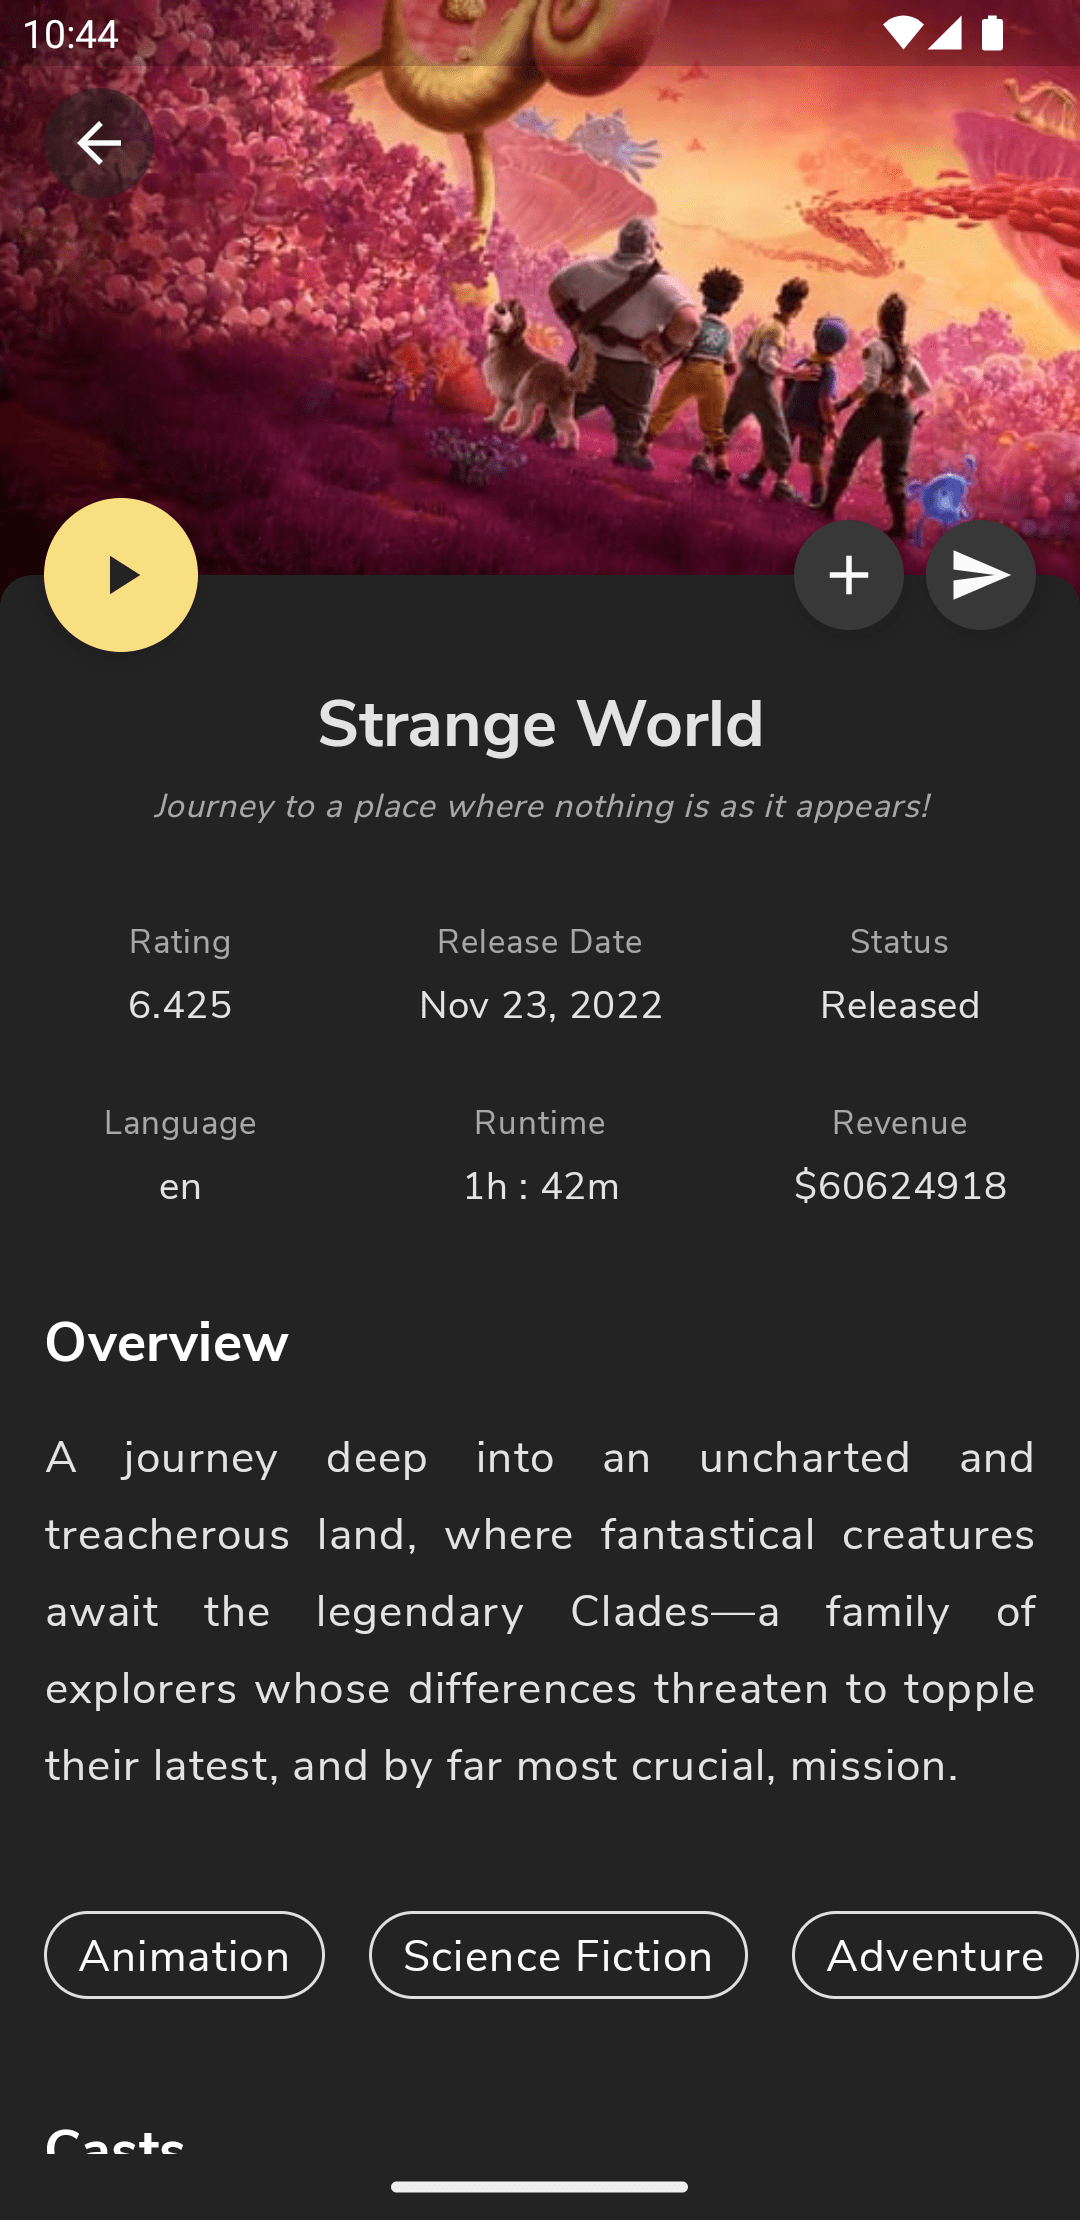 10:44
Strange World
Journey to a place where nothing is as it appears!
Rating
Release Date
Status
6.425
Nov 23, 2022
Released
Language
Runtime
Revenue
en
1h : 42m
$60624918
Overview
A journey deep into an uncharted and
treacherous land, where fantastical creatures
await the legendary Clades—a family of
explorers whose differences threaten to topple
their latest, and by far most crucial, mission.
Animation
Science Fiction
Adventure
Casts